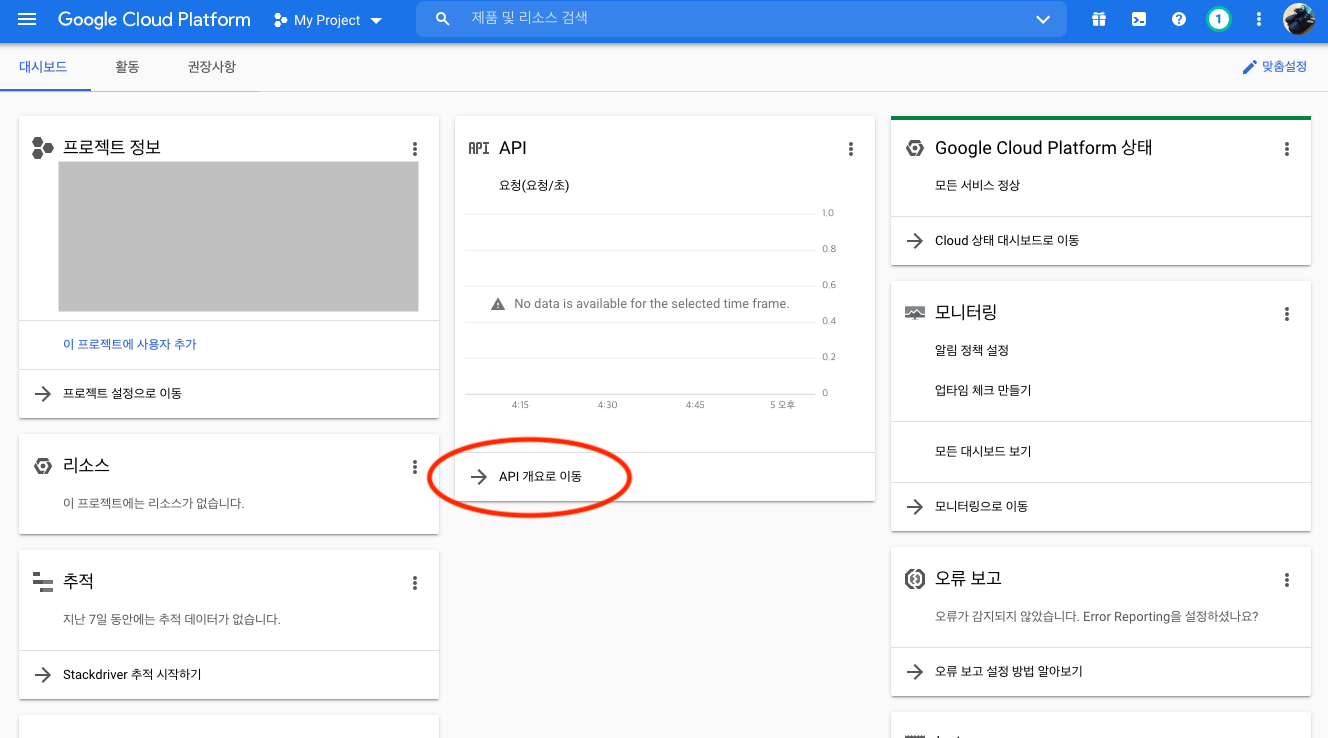 Google Cloud Platform
My Project
제품 및 리소스 검색
1
대시보드
활동
권장사항
맞춤설정
프로젝트 정보
이 프로젝트에 사용자 추가
프로젝트 설정으로 이동
리소스
이 프로젝트에는 리소스가 없습니다.
추적
지난 7일 동안에는 추적 데이터가 없습니다.
Stackdriver 추적 시작하기
API API
요청(요청/초)
1.0
0.8
0.6
No data is available for the selected time frame.
0.4
0.2
0
4:15 4:30 4:45 5 오후
API 개요로 이동
Google Cloud Platform 상태
모든 서비스 정상
Cloud 상태 대시보드로 이동
모니터링
알림 정책 설정
업타임 체크 만들기
모든 대시보드 보기
모니터링으로 이동
오류 보고
오류가 감지되지 않았습니다. Error Reporting을 설정하셨나요?
오류 보고 설정 방법 알아보기